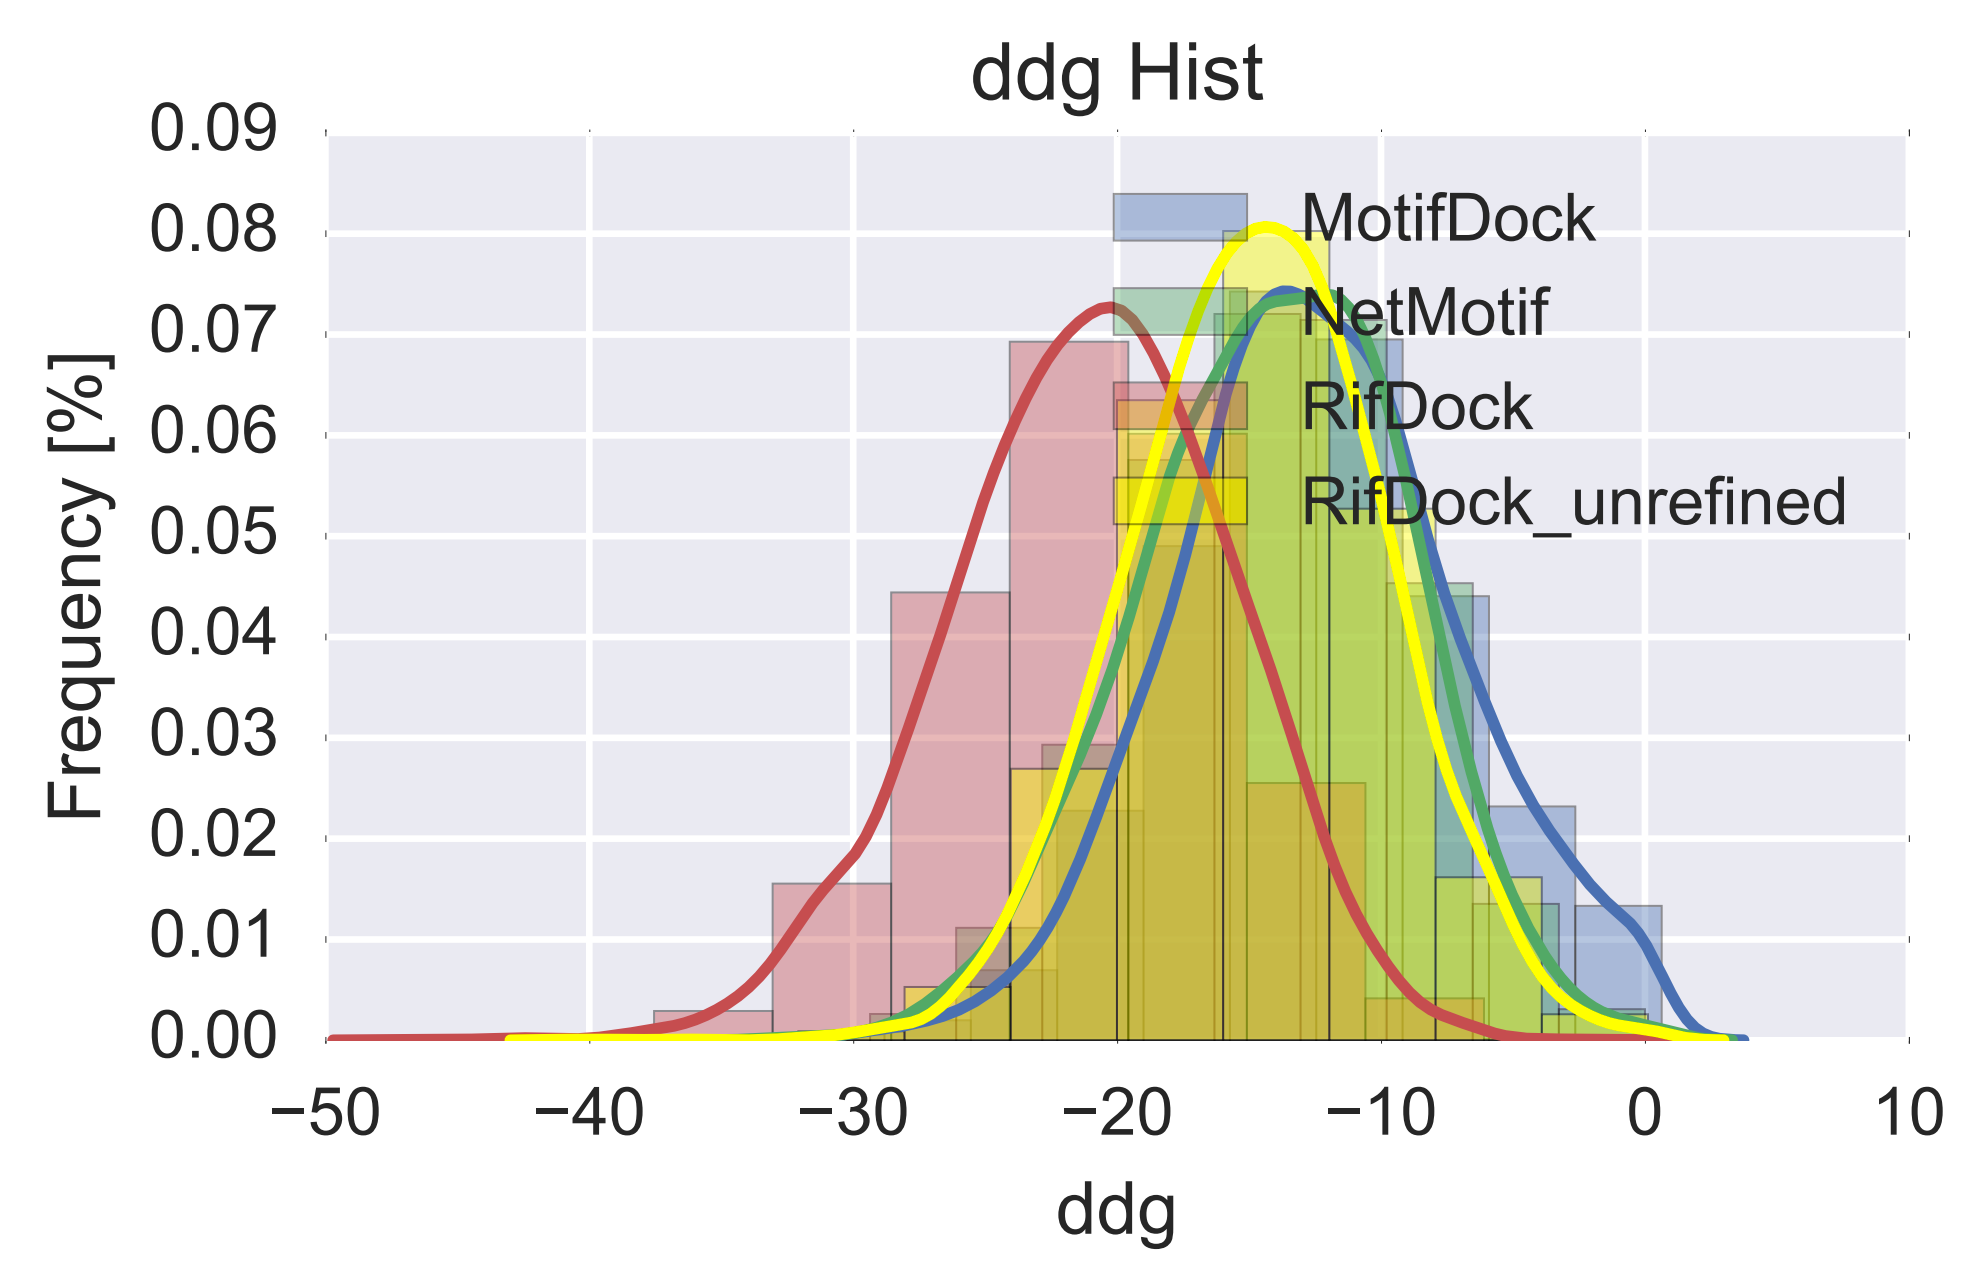 ddg Hist
0.09
0.08
0.07
0.06
0.05
0.04
0.03
0.02
0.01
0.00
Frequency [%]
MotifDock
NetMotif
RifDock
RifDock_unrefined
−50 −40 −30 −20 −10 0 10
ddg